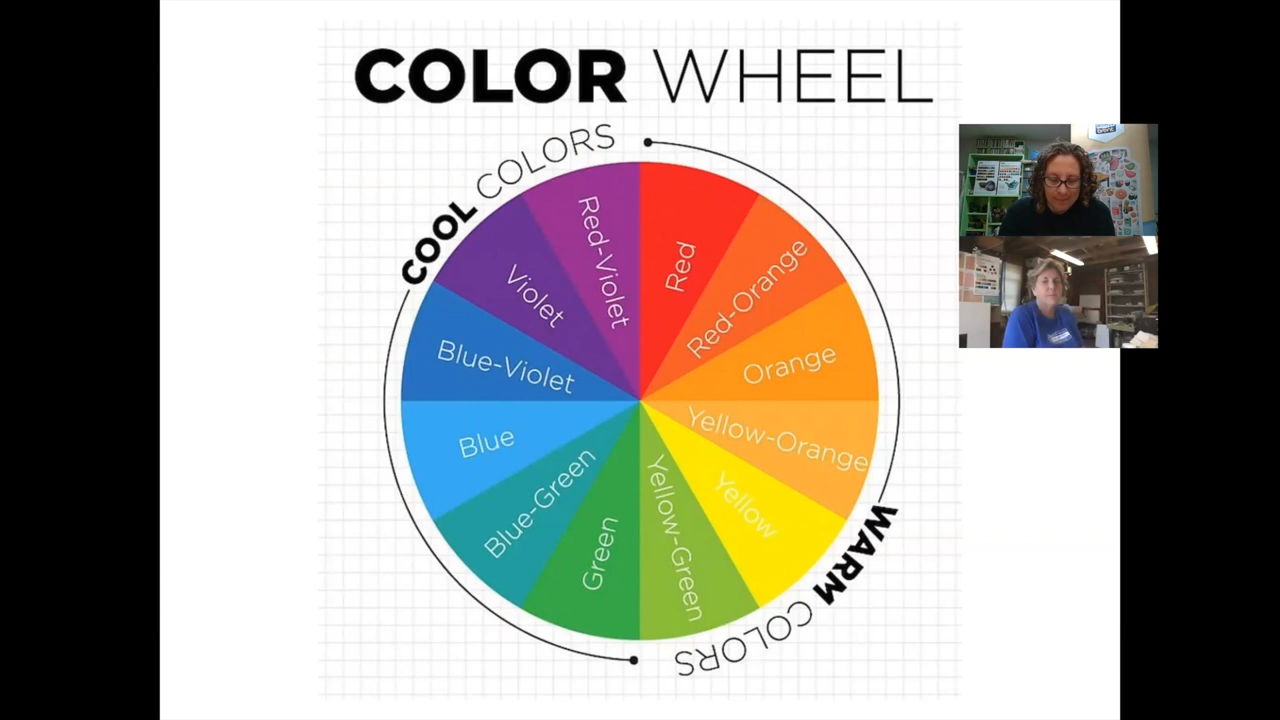 COLOR WHEEL
COOL COLORS
Red-Violet
Red
Violet
Red-Orange
Blue-Violet
Orange
Blue
Yellow-Orange
Blue-Green
Yellow
Green
Yellow-Green
WARM COLORS